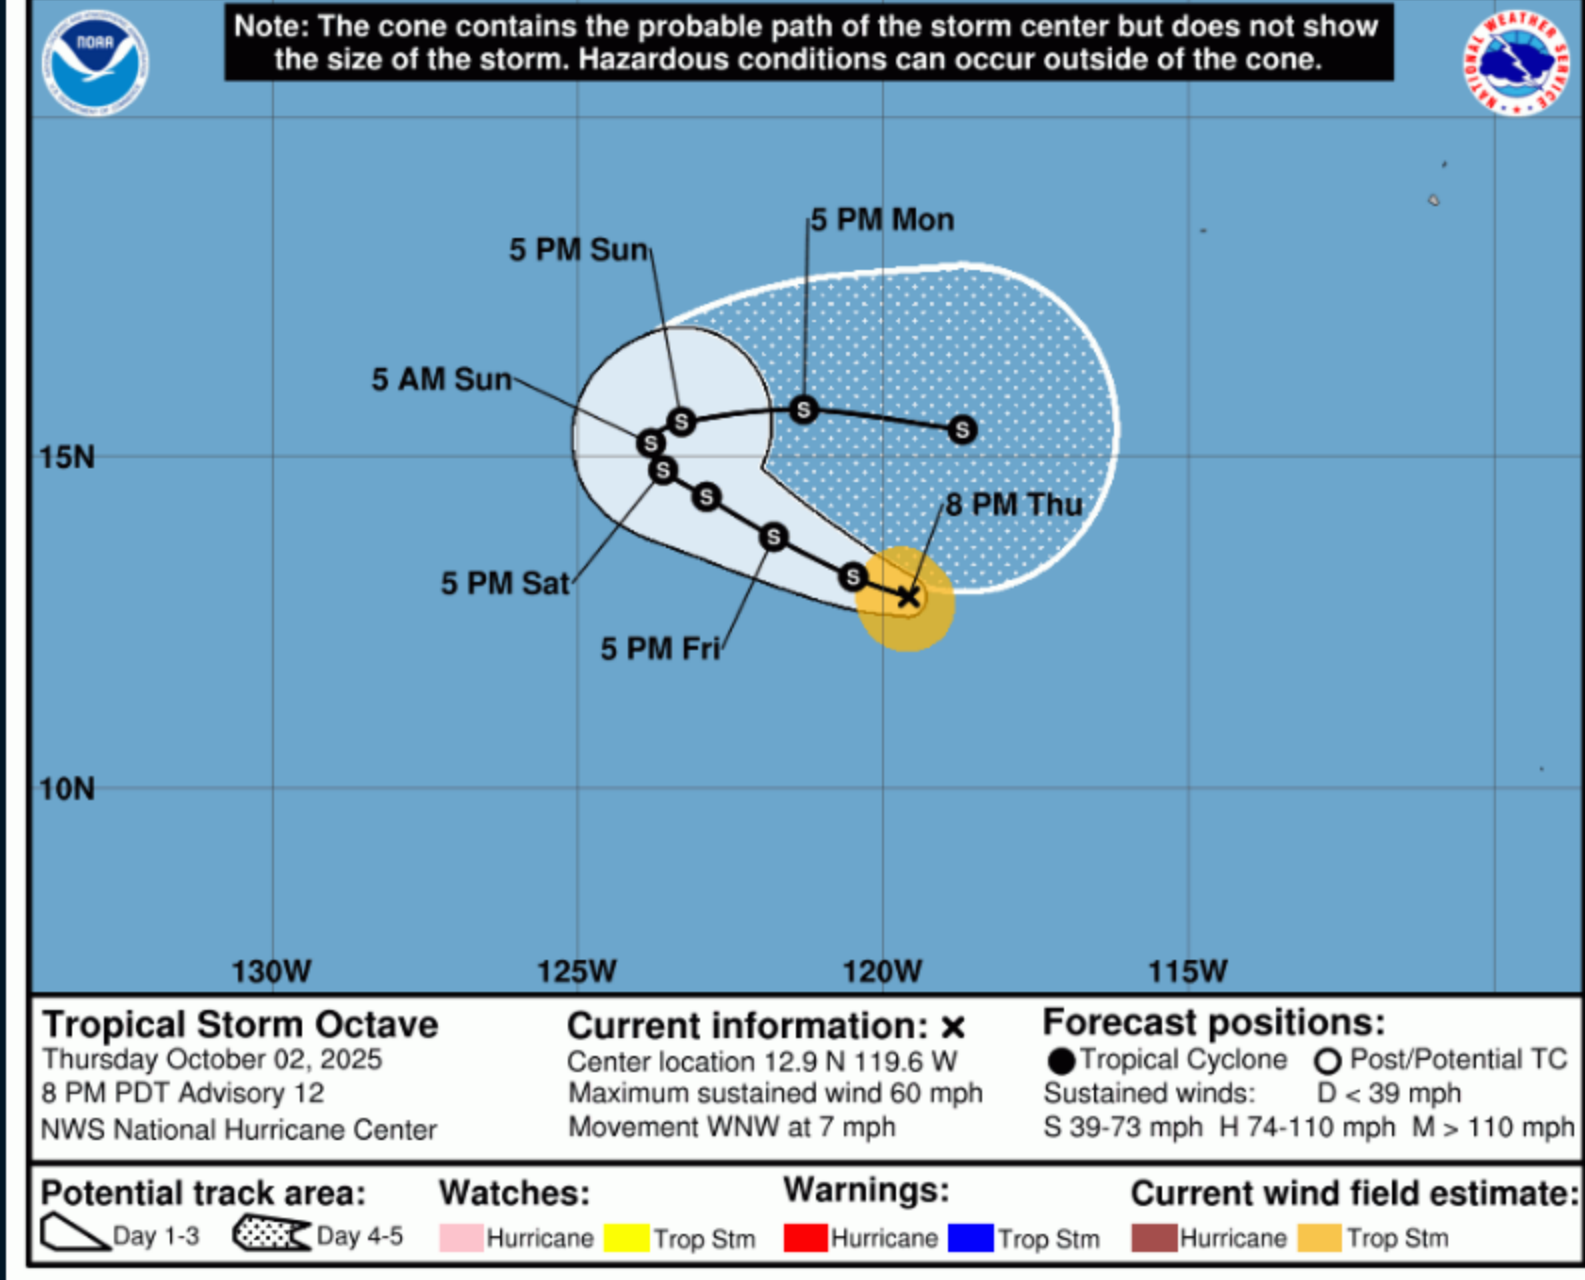 Note: The cone contains the probable path of the storm center but does not show
the size of the storm. Hazardous conditions can occur outside of the cone.
NOAA
NATIONAL WEATHER SERVICE
5 PM Mon
5 PM Sun
5 AM Sun
S
S
S
S
15N
S
S
8 PM Thu
S
S
S
5 PM Sat
5 PM Fri
10N
130W
125W
120W
115W
Tropical Storm Octave
Thursday October 02, 2025
8 PM PDT Advisory 12
NWS National Hurricane Center
Current information: ×
Center location 12.9 N 119.6 W
Maximum sustained wind 60 mph
Movement WNW at 7 mph
Forecast positions:
Tropical Cyclone Post/Potential TC
Sustained winds: D < 39 mph
S 39-73 mph H 74-110 mph M > 110 mph
Potential track area:
Day 1-3 Day 4-5
Watches:
Hurricane Trop Stm
Warnings:
Hurricane Trop Stm
Current wind field estimate:
Hurricane Trop Stm